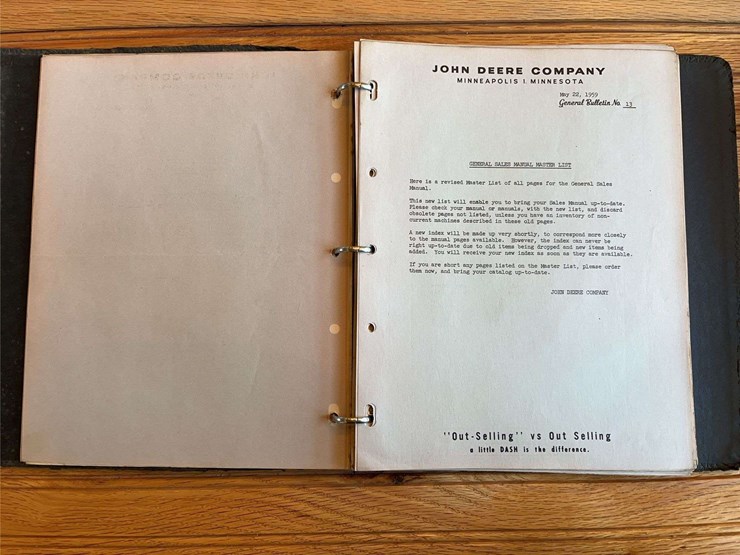 JOHN DEERE COMPANY
MINNEAPOLIS 1, MINNESOTA
May 22, 1959
General Bulletin No. 13
GENERAL SALES MANUAL MASTER LIST
Here is a revised Master List of all pages for the General Sales
Manual.
This new list will enable you to bring your Sales Manual up-to-date.
Please check your manual or manuals, with the new list, and discard
obsolete pages not listed, unless you have an inventory of non-
current machines described in these old pages.
A new index will be made up very shortly, to correspond more closely
to the manual pages available. However, the index can never be
right up-to-date due to old items being dropped and new items being
added. You will receive your new index as soon as they are available.
If you are short any pages listed on the Master List, please order
them now, and bring your catalog up-to-date.
JOHN DEERE COMPANY
"Out-Selling" vs Out Selling
a little DASH is the difference.